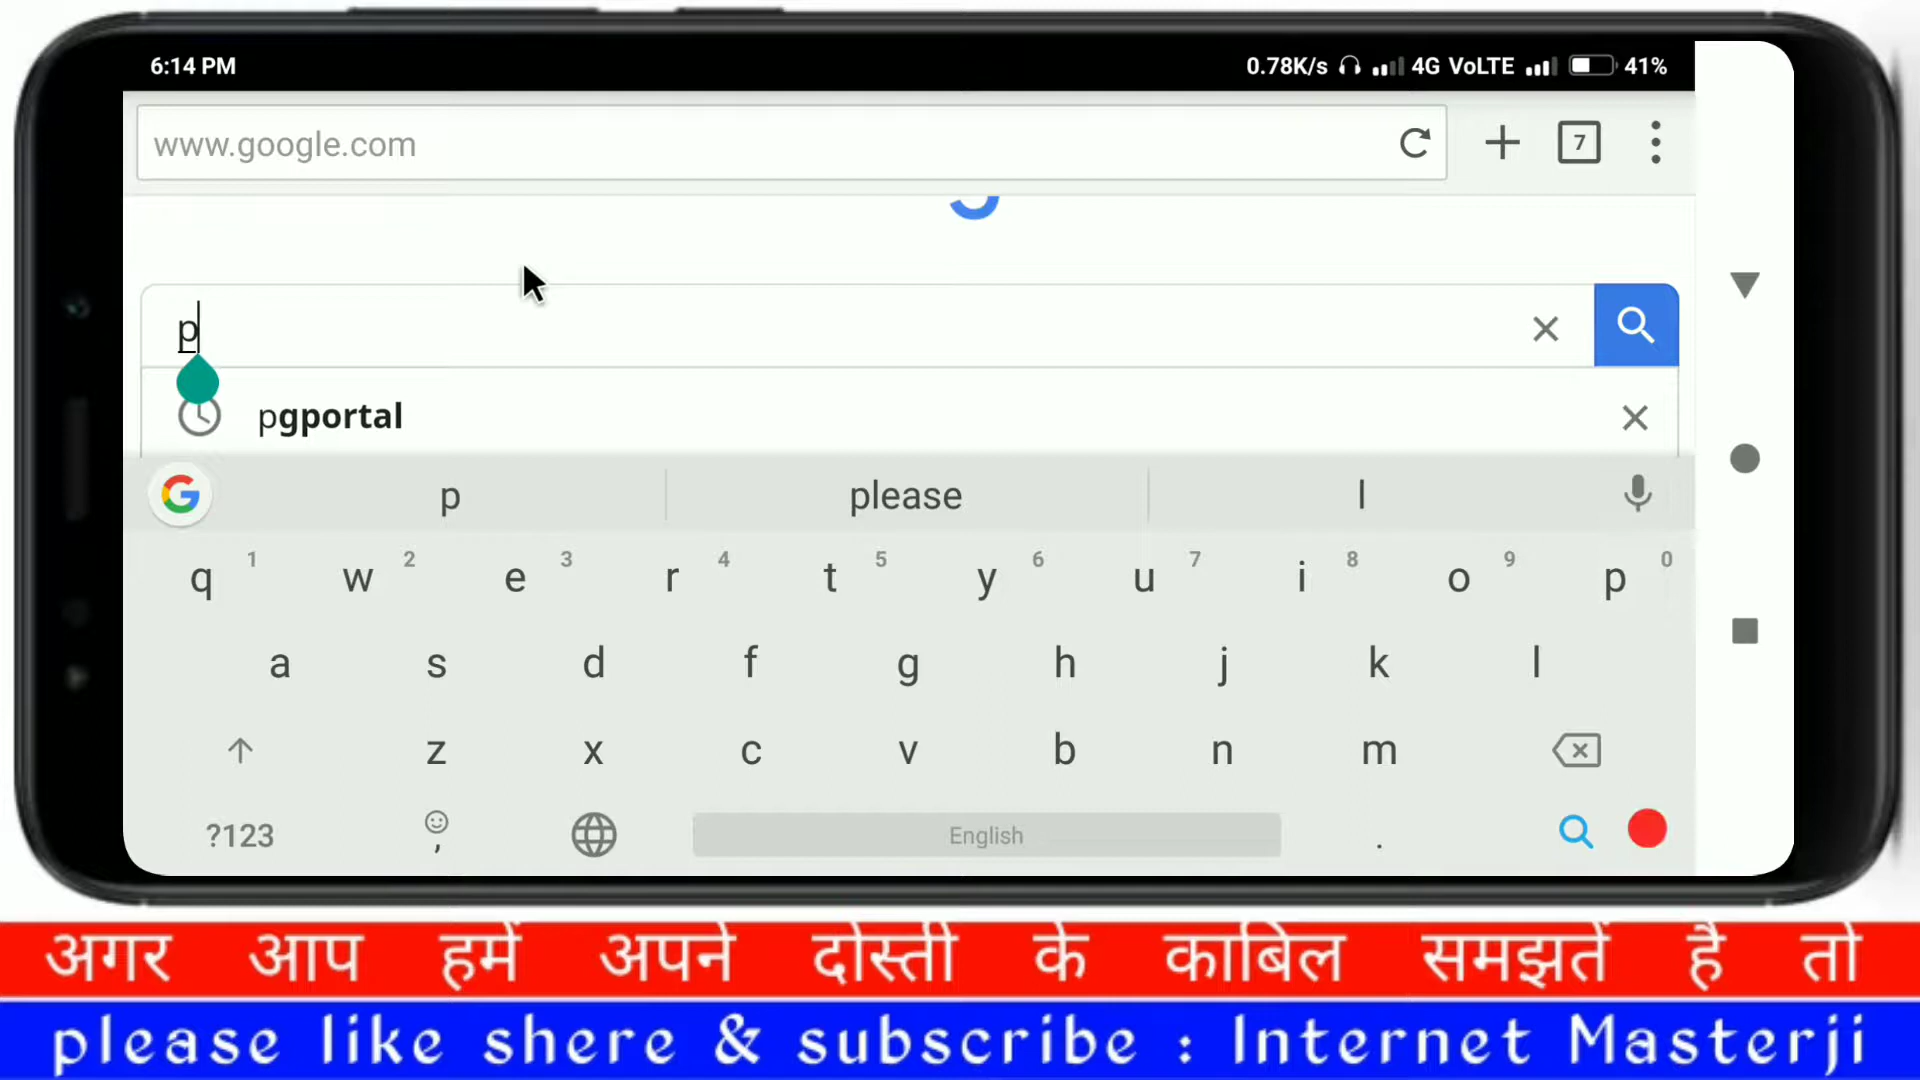 6:14 PM 0.78K/s 4G VoLTE 41%
www.google.com 7
p
pgportal
p please l
q 1 w 2 e 3 r 4 t 5 y 6 u 7 i 8 o 9 p 0
a s d f g h j k l
z x c v b n m
?123 , English .
अगर आप हमें अपने दोस्ती के काबिल समझतें है तो
please like shere & subscribe : Internet Masterji